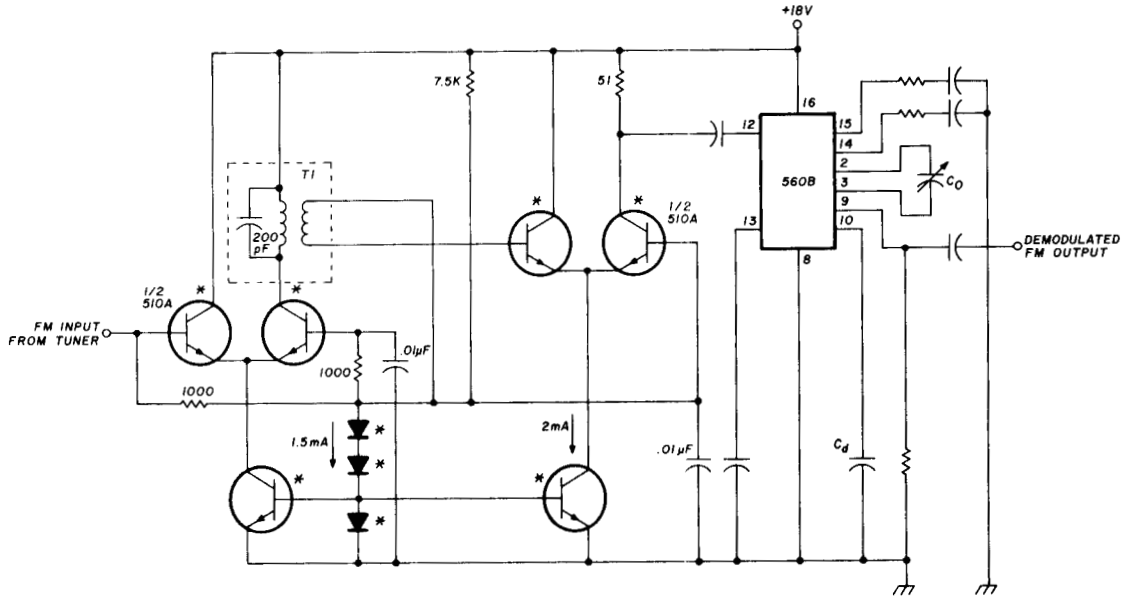 +18V
7.5K
51
16
12
15
14
2
3
9
10
560B
C0
13
8
T1
200
pF
*
*
1/2
510A
1/2
510A
*
*
FM INPUT
FROM TUNER
DEMODULATED
FM OUTPUT
.01µF
1000
1000
1.5mA
*
*
*
2mA
*
*
.01µF
Cd